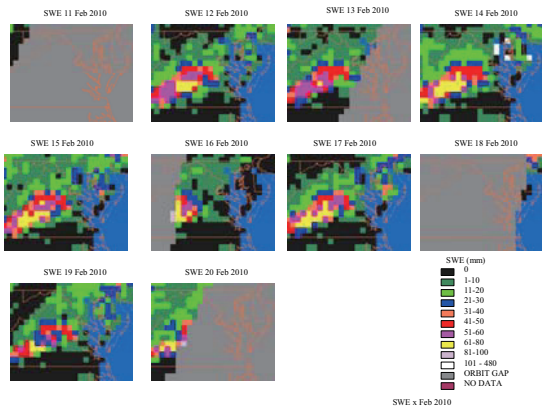 SWE 11 Feb 2010
SWE 12 Feb 2010
SWE 13 Feb 2010
SWE 14 Feb 2010
SWE 15 Feb 2010
SWE 16 Feb 2010
SWE 17 Feb 2010
SWE 18 Feb 2010
SWE 19 Feb 2010
SWE 20 Feb 2010
SWE (mm)
0
1-10
11-20
21-30
31-40
41-50
51-60
61-80
81-100
101 - 480
ORBIT GAP
NO DATA
SWE x Feb 2010